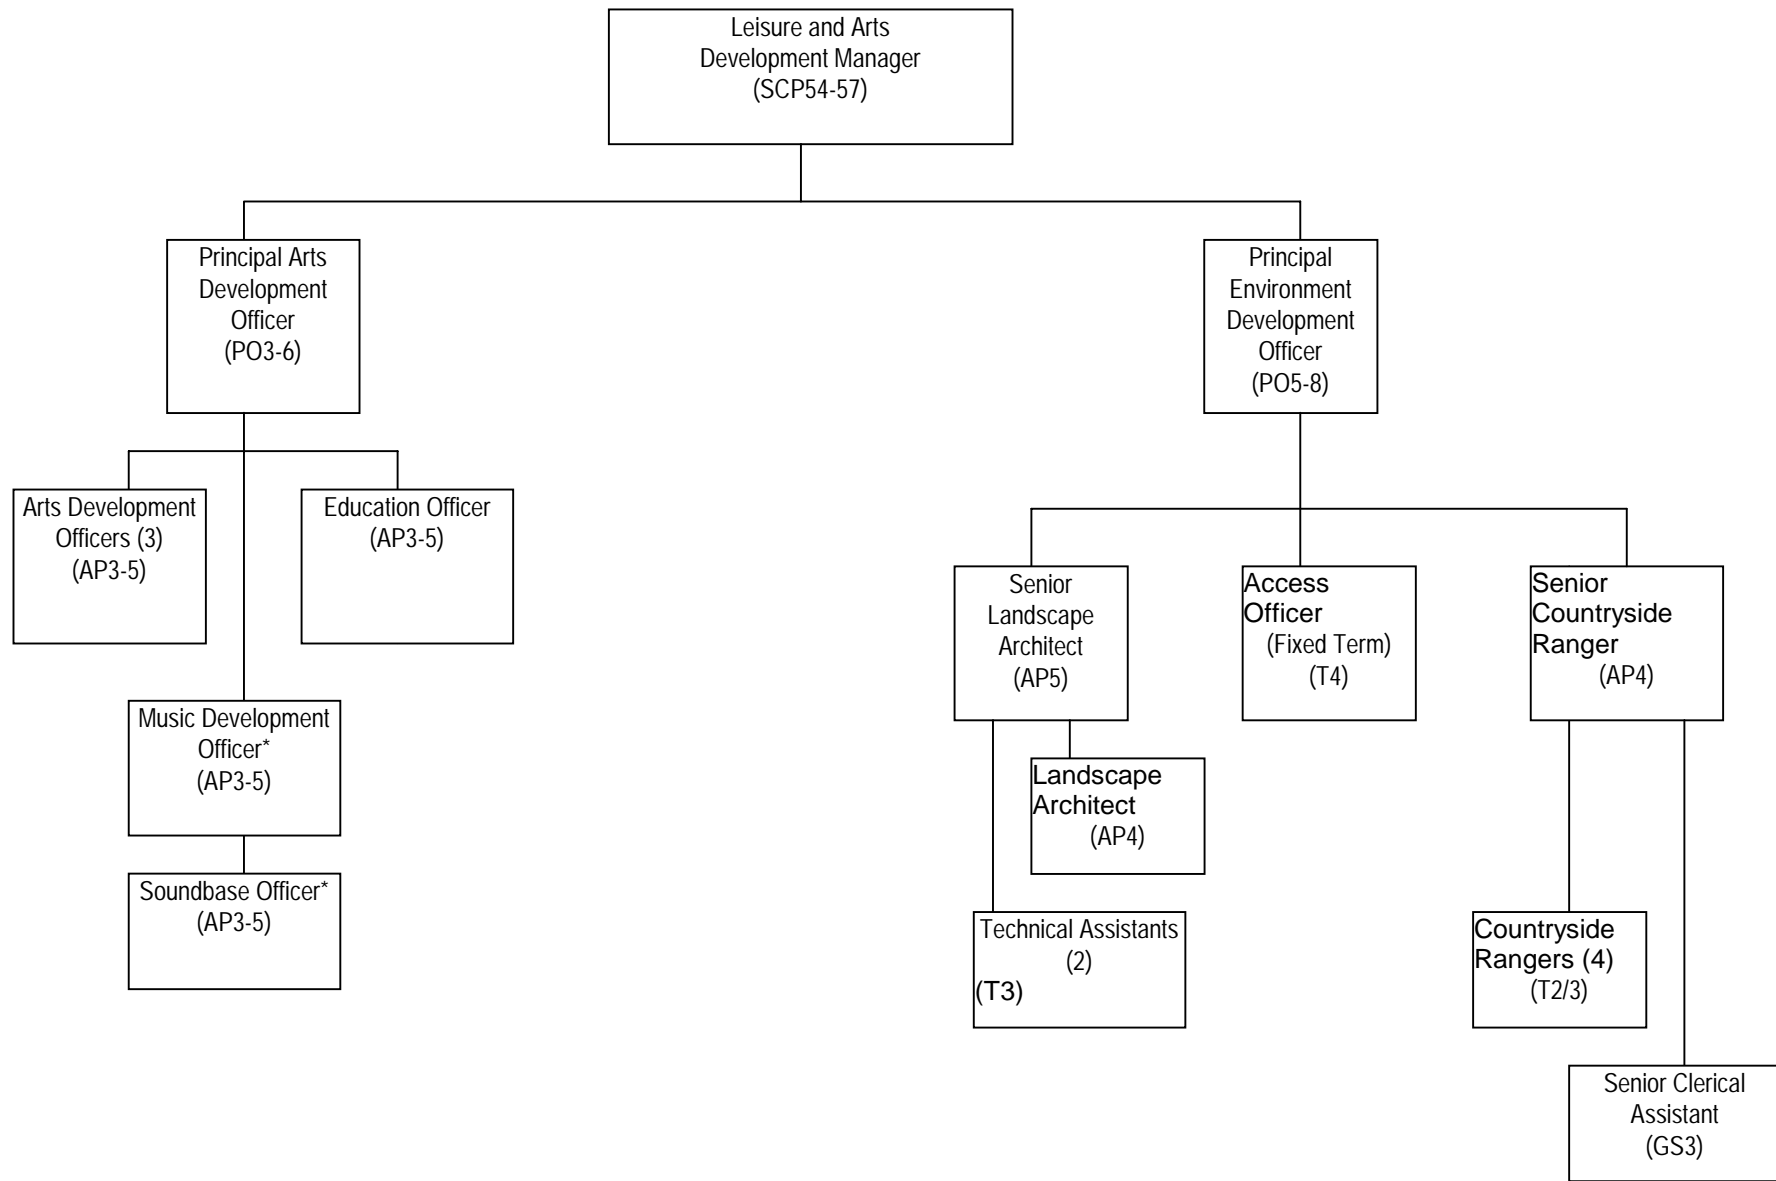 Leisure and Arts
Development Manager
(SCP54-57)
Principal Arts
Development
Officer
(PO3-6)
Principal
Environment
Development
Officer
(PO5-8)
Arts Development
Officers (3)
(AP3-5)
Education Officer
(AP3-5)
Senior
Landscape
Architect
(AP5)
Access
Officer
(Fixed Term)
(T4)
Senior
Countryside
Ranger
(AP4)
Music Development
Officer*
(AP3-5)
Landscape
Architect
(AP4)
Soundbase Officer*
(AP3-5)
Technical Assistants
(2)
(T3)
Countryside
Rangers (4)
(T2/3)
Senior Clerical
Assistant
(GS3)